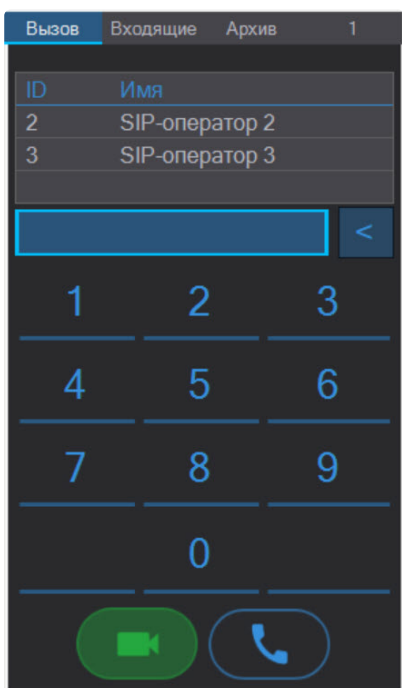 Вызов Входящие Архив 1
ID Имя
2 SIP-оператор 2
3 SIP-оператор 3
<
1 2 3
4 5 6
7 8 9
0